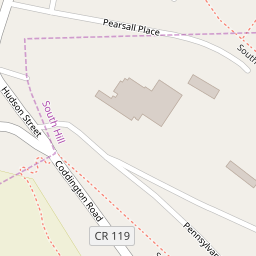 Pearsall Place
South
Hudson Street
South Hill
Coddington Road
CR 119
Pennsylvan